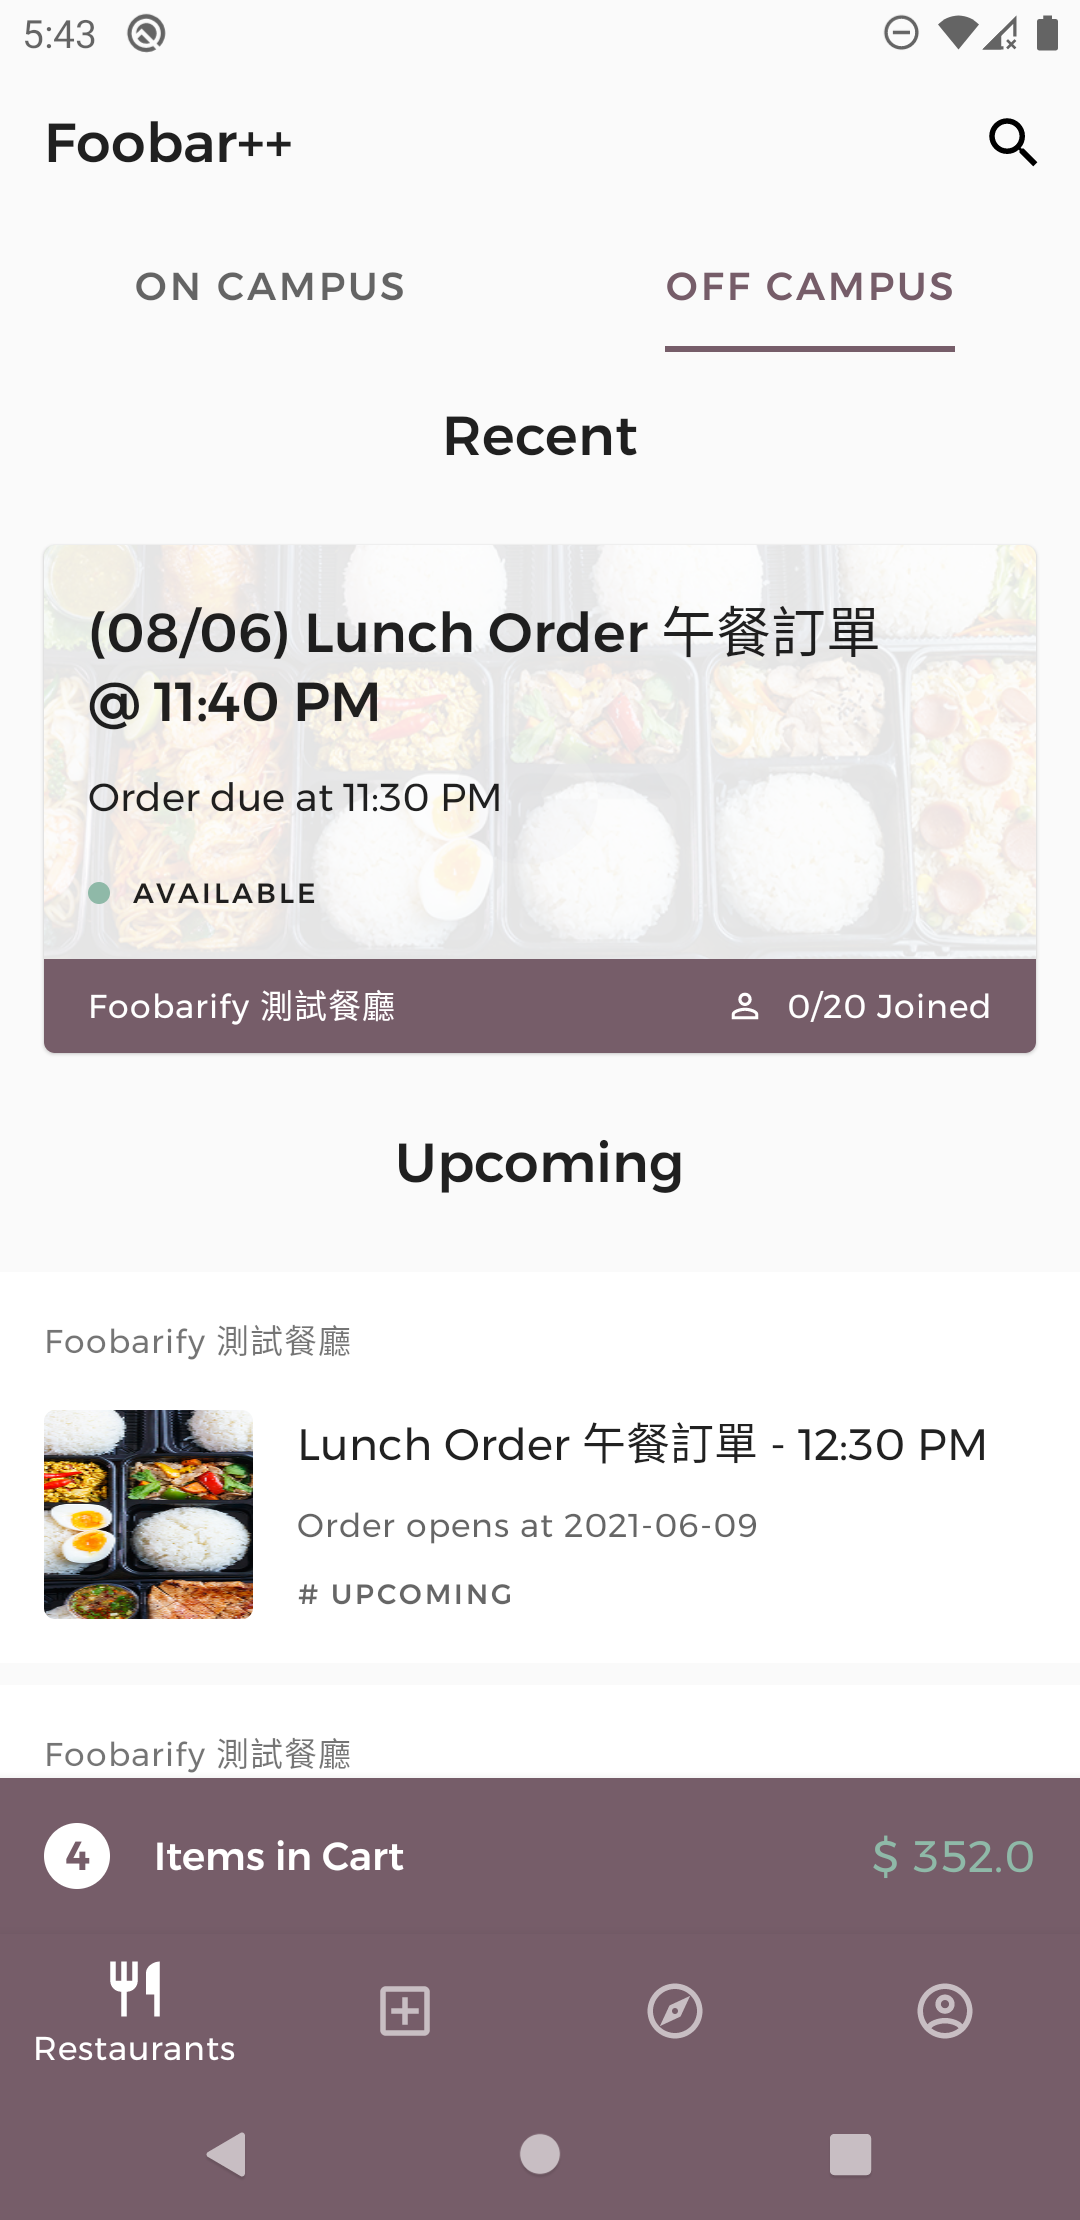 5:43
Foobar++
ON CAMPUS
OFF CAMPUS
Recent
(08/06) Lunch Order 午餐訂單
@ 11:40 PM
Order due at 11:30 PM
AVAILABLE
Foobarify 測試餐廳
0/20 Joined
Upcoming
Foobarify 測試餐廳
Lunch Order 午餐訂單 - 12:30 PM
Order opens at 2021-06-09
# UPCOMING
Foobarify 測試餐廳
4
Items in Cart
$ 352.0
Restaurants